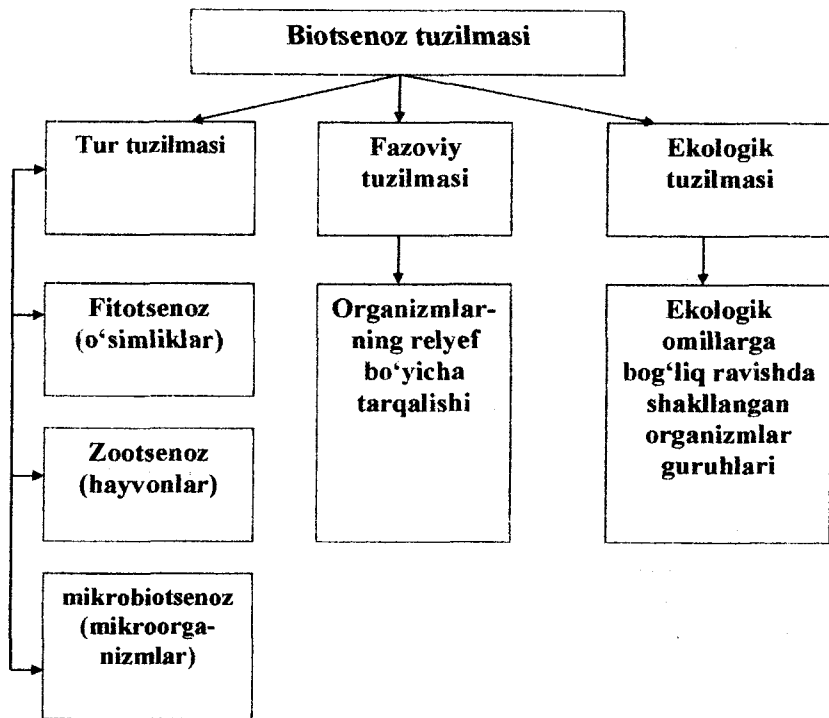 Biotsenoz tuzilmasi
Tur tuzilmasi
Fazoviy
tuzilmasi
Ekologik
tuzilmasi
Fitotsenoz
(o‘simliklar)
Zootsenoz
(hayvonlar)
mikrobiotsenoz
(mikroorga-
nizmlar)
Organizmlar-
ning relyef
bo‘yicha
tarqalishi
Ekologik
omillarga
bog‘liq ravishda
shakllangan
organizmlar
guruhlari